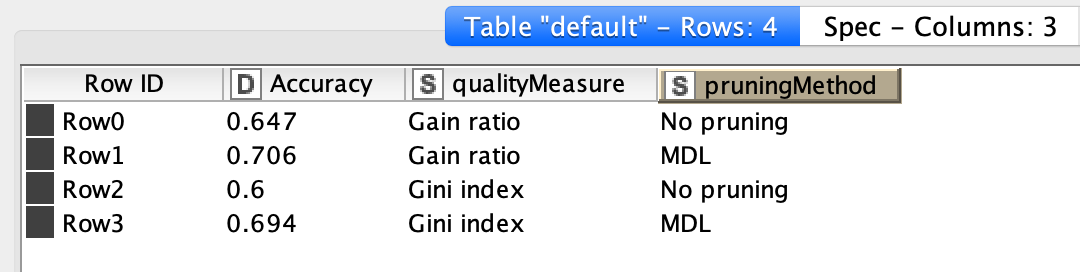 Table "default" – Rows: 4 Spec – Columns: 3
Row ID D Accuracy S qualityMeasure S pruningMethod
Row0 0.647 Gain ratio No pruning
Row1 0.706 Gain ratio MDL
Row2 0.6 Gini index No pruning
Row3 0.694 Gini index MDL